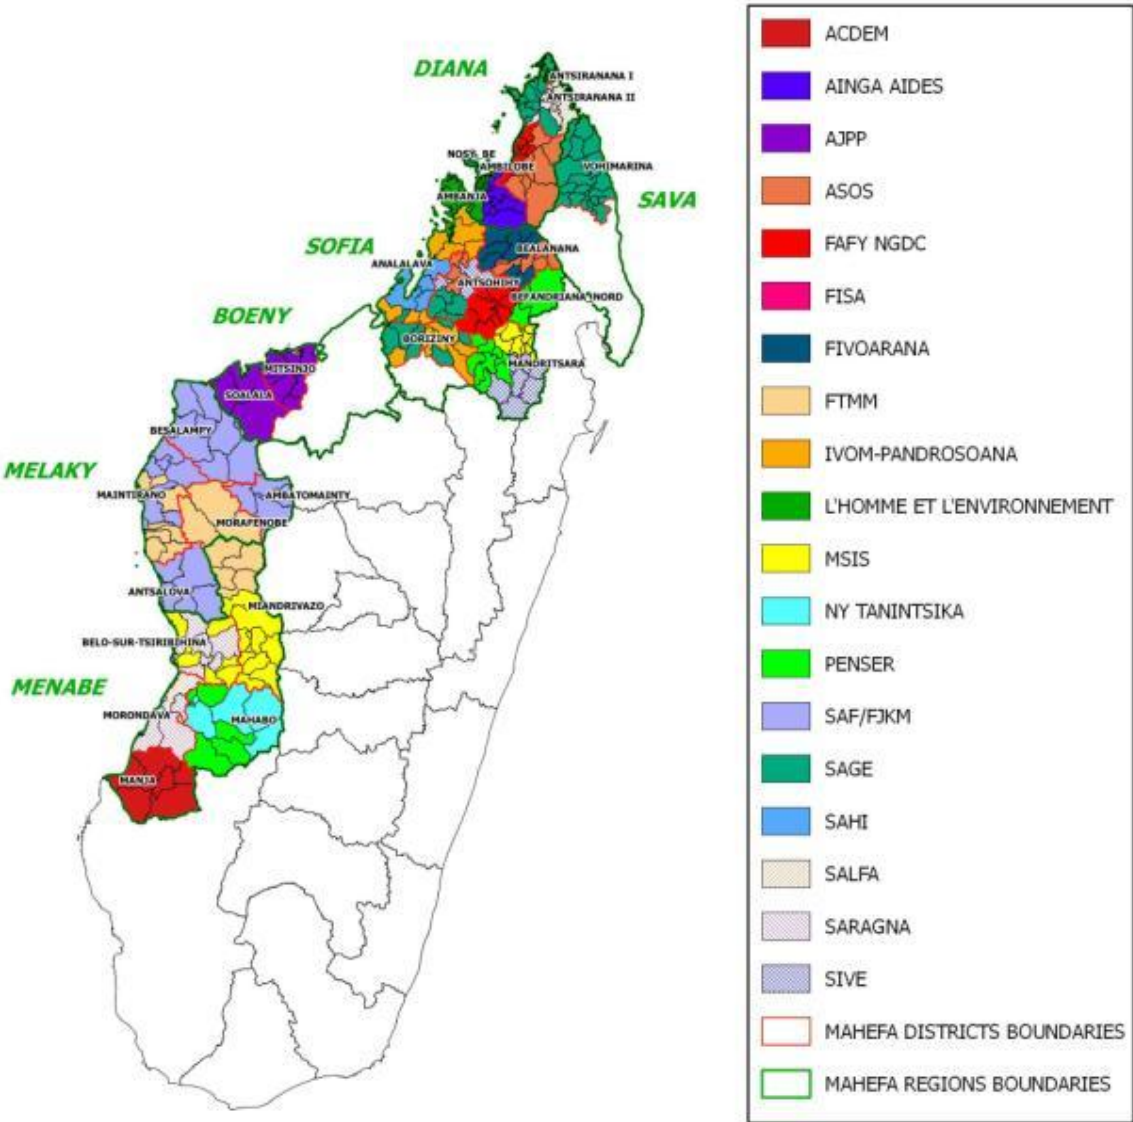 DIANA
ANTSIRANANA I
ANTSIRANANA II
NOSY BE
AMBILOBE
VOHIMARINA
AMBANJA
SAVA
SOFIA
BEALANANA
ANALALAVA
ANTSOHIHY
BEFANDRIANA NORD
BOENY
BORIZINY
MITSINJO
MANDRITSARA
SOALALA
BESALAMPY
MELAKY
MAINTIRANO
AMBATOMAINTY
MORAFENOBE
ANTSALOVA
MIANDRIVAZO
BELO-SUR-TSIRIBIHINA
MENABE
MORONDAVA
MAHABO
MANJA
ACDEM
AINGA AIDES
AJPP
ASOS
FAFY NGDC
FISA
FIVOARANA
FTMM
IVOM-PANDROSOANA
L'HOMME ET L'ENVIRONNEMENT
MSIS
NY TANINTSIKA
PENSER
SAF/FJKM
SAGE
SAHI
SALFA
SARAGNA
SIVE
MAHEFA DISTRICTS BOUNDARIES
MAHEFA REGIONS BOUNDARIES